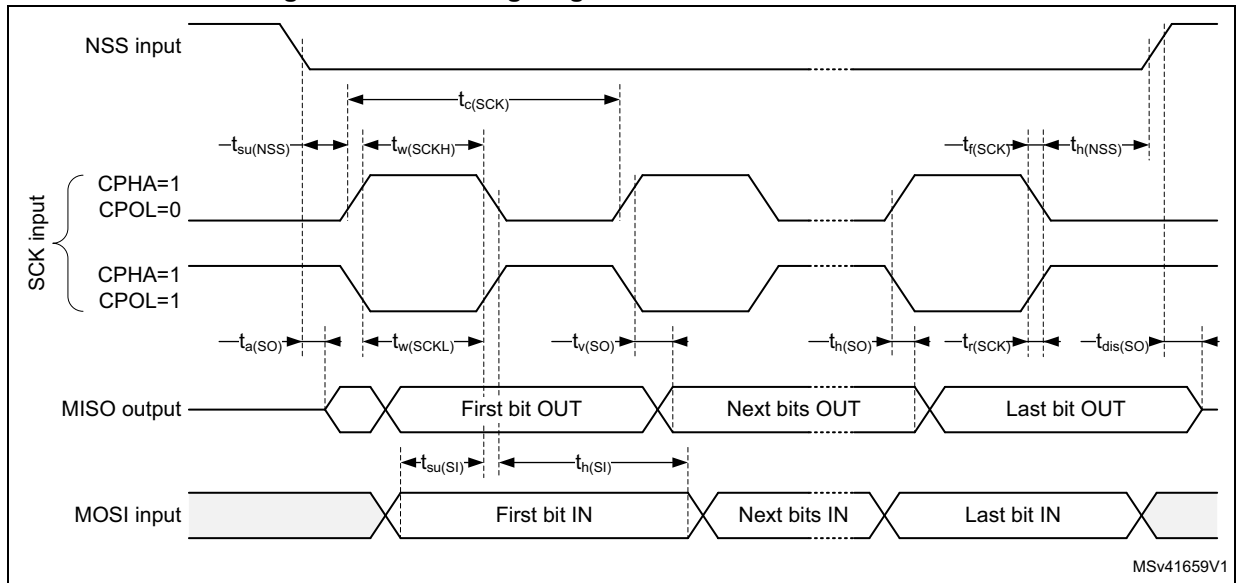 NSS input
tc(SCK)
tsu(NSS) tw(SCKH) tf(SCK) th(NSS)
SCK input
CPHA=1
CPOL=0
CPHA=1
CPOL=1
ta(SO) tw(SCKL) tv(SO) th(SO) tr(SCK) tdis(SO)
MISO output First bit OUT Next bits OUT Last bit OUT
tsu(SI) th(SI)
MOSI input First bit IN Next bits IN Last bit IN
MSv41659V1